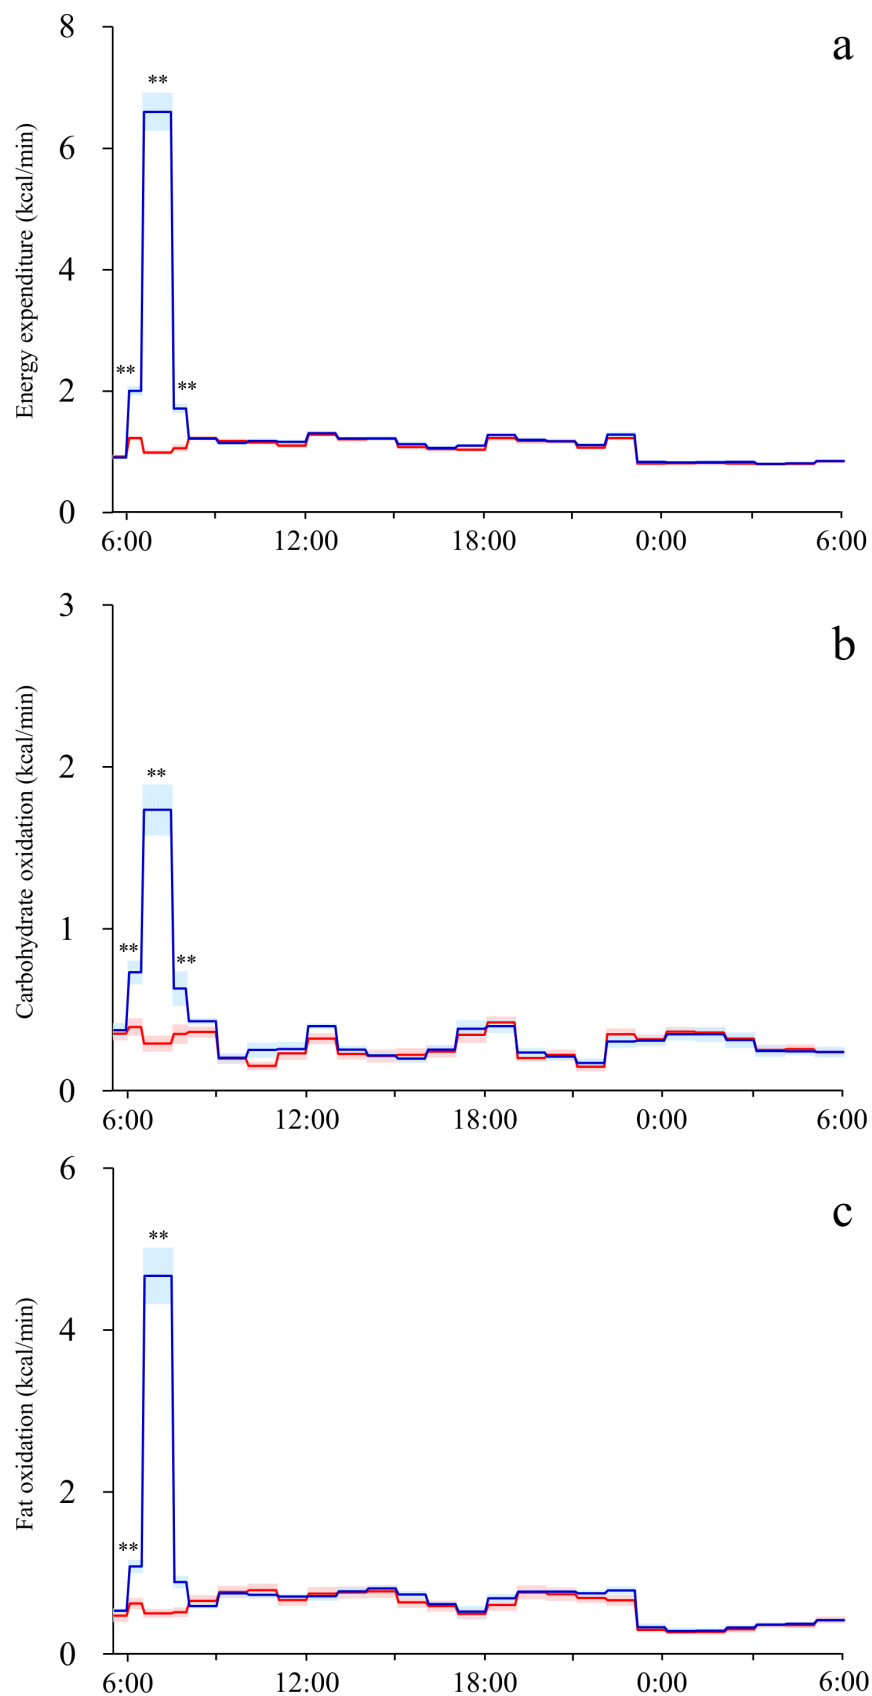 a
8
6
4
2
0
Energy expenditure (kcal/min)
**
**
**
6:00 12:00 18:00 0:00 6:00
b
3
2
1
0
Carbohydrate oxidation (kcal/min)
**
**
**
6:00 12:00 18:00 0:00 6:00
c
6
4
2
0
Fat oxidation (kcal/min)
**
**
6:00 12:00 18:00 0:00 6:00